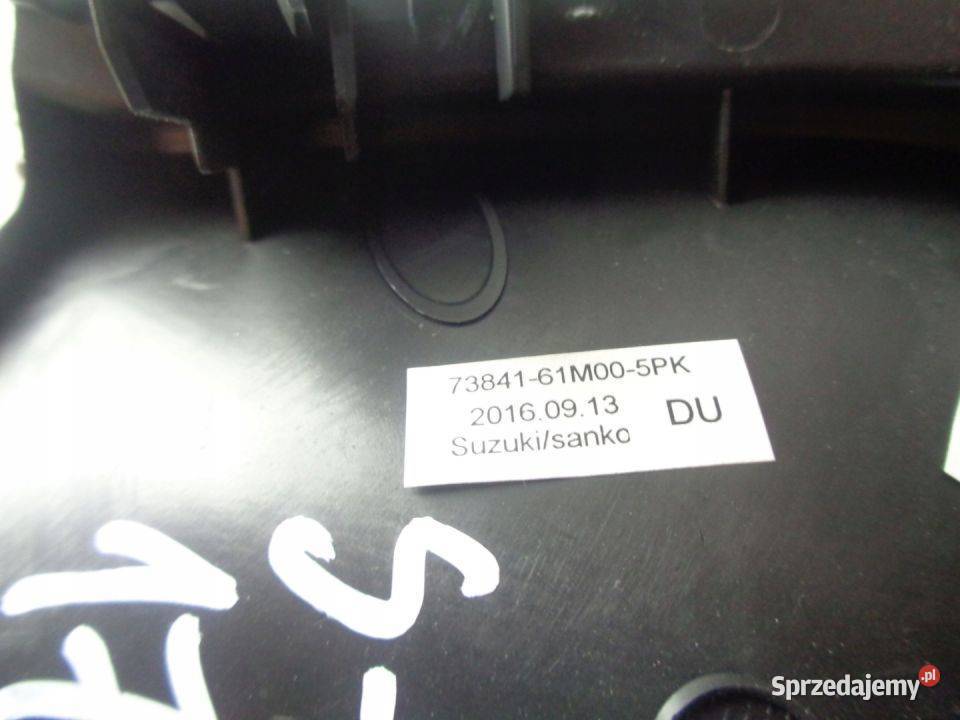 73841-61M00-5PK
2016.09.13 DU
Suzuki/sanko
Sprzedajemy.pl